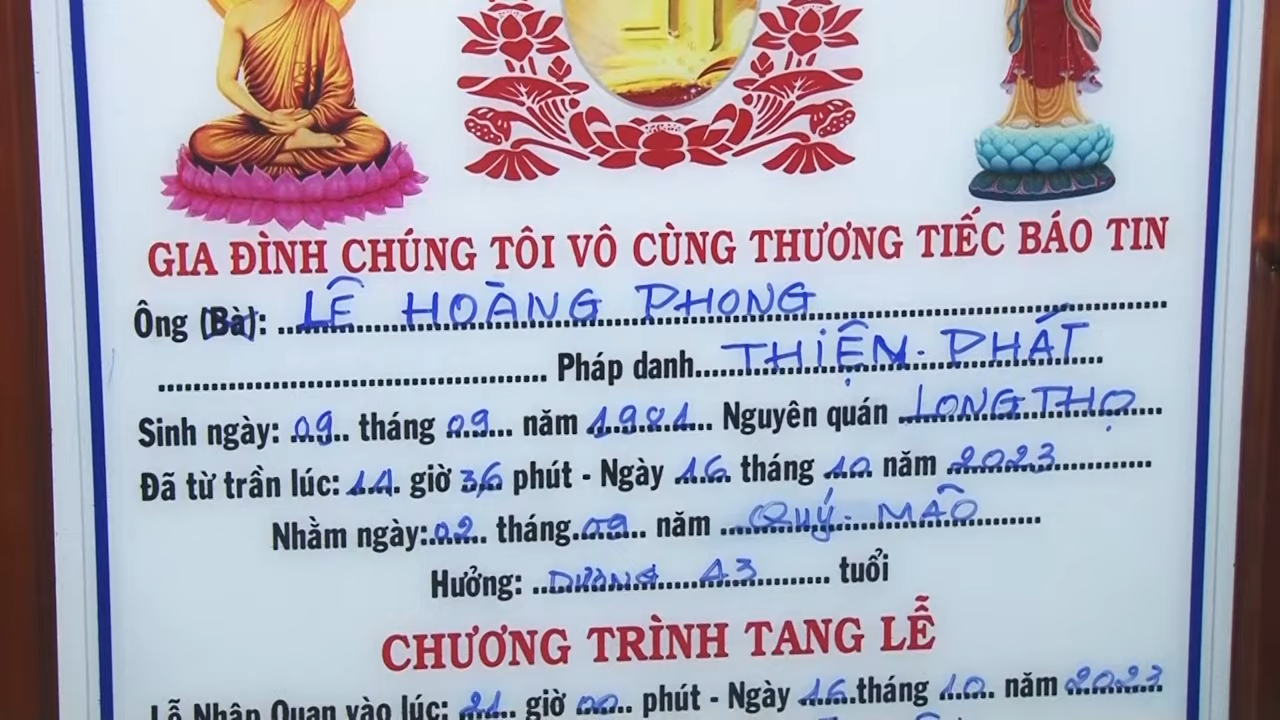 GIA ĐÌNH CHÚNG TÔI VÔ CÙNG THƯƠNG TIẾC BÁO TIN
Ông (Bà): LÊ HOÀNG PHONG
Pháp danh THIỆN. PHÁT
Sinh ngày: 09 tháng 09 năm 1981 Nguyên quán LONG THỌ
Đã từ trần lúc: 14 giờ 36 phút - Ngày 16 tháng 10 năm 2023
Nhằm ngày: 02 tháng 09 năm Quý. MÃO
Hưởng: DƯƠNG 43 tuổi
CHƯƠNG TRÌNH TANG LỄ
Lễ Nhập Quan vào lúc: 21 giờ 00 phút - Ngày 16 tháng 10 năm 2023